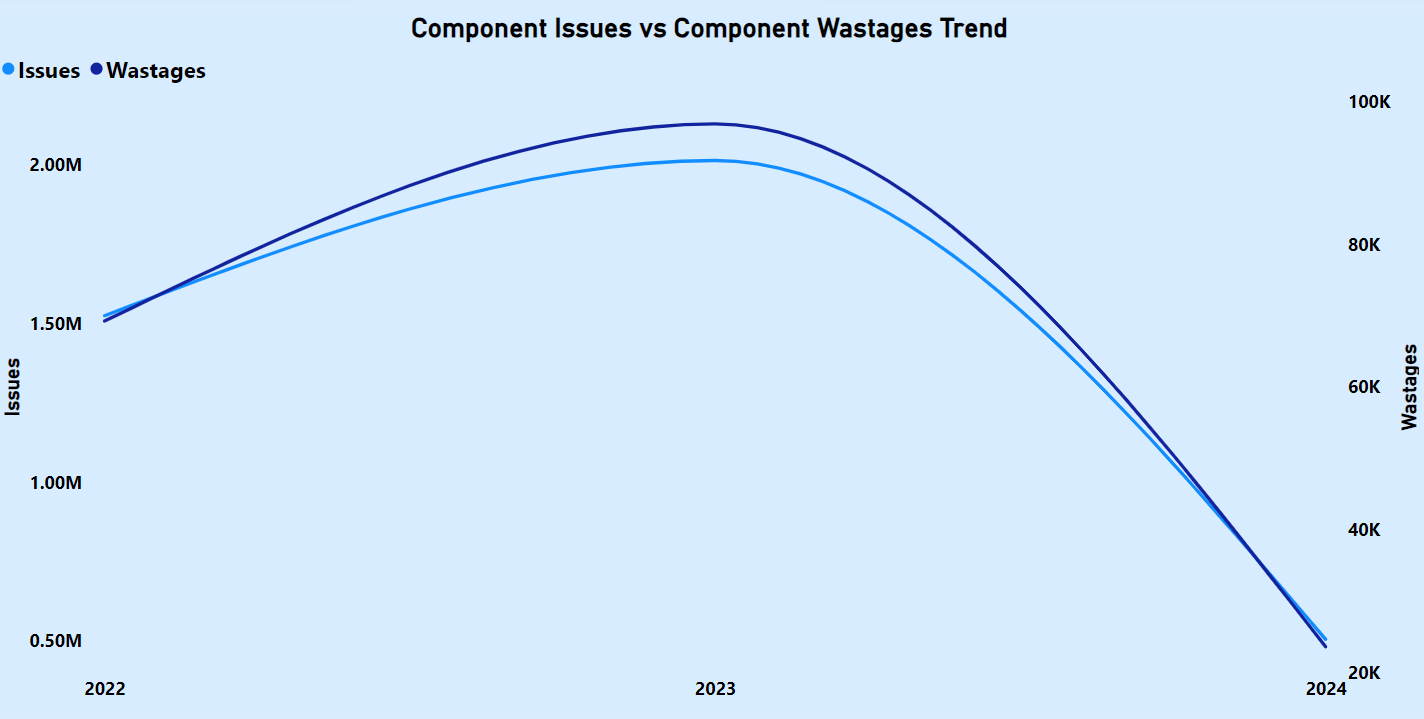 Component Issues vs Component Wastages Trend
Issues Wastages
100K
2.00M
80K
1.50M
Issues
60K
Wastages
1.00M
40K
0.50M
20K
2022 2023 2024